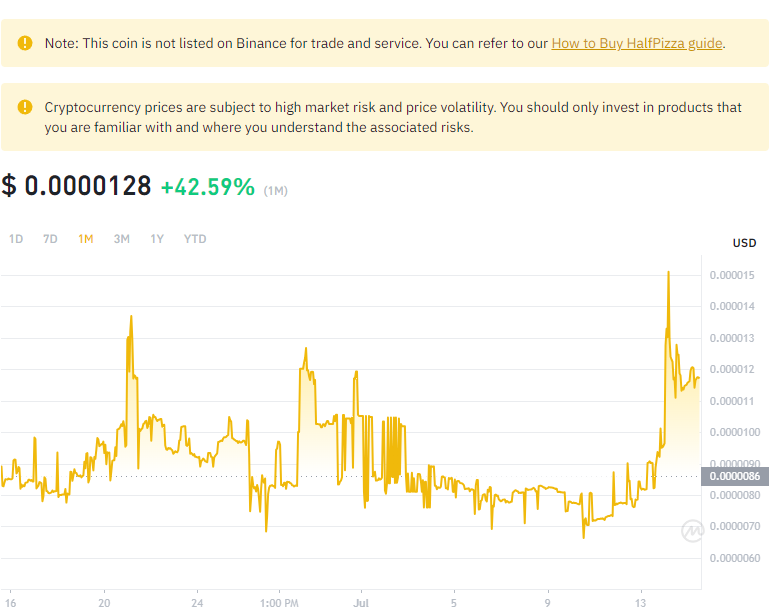 Note: This coin is not listed on Binance for trade and service. You can refer to our How to Buy HalfPizza guide.
Cryptocurrency prices are subject to high market risk and price volatility. You should only invest in products that
you are familiar with and where you understand the associated risks.
$ 0.0000128 +42.59% (1M)
1D 7D 1M 3M 1Y YTD
USD
0.000015
0.000014
0.000013
0.000012
0.000011
0.0000100
0.0000090
0.0000086
0.0000080
0.0000070
0.0000060
16 20 24 1:00 PM Jul 5 9 13